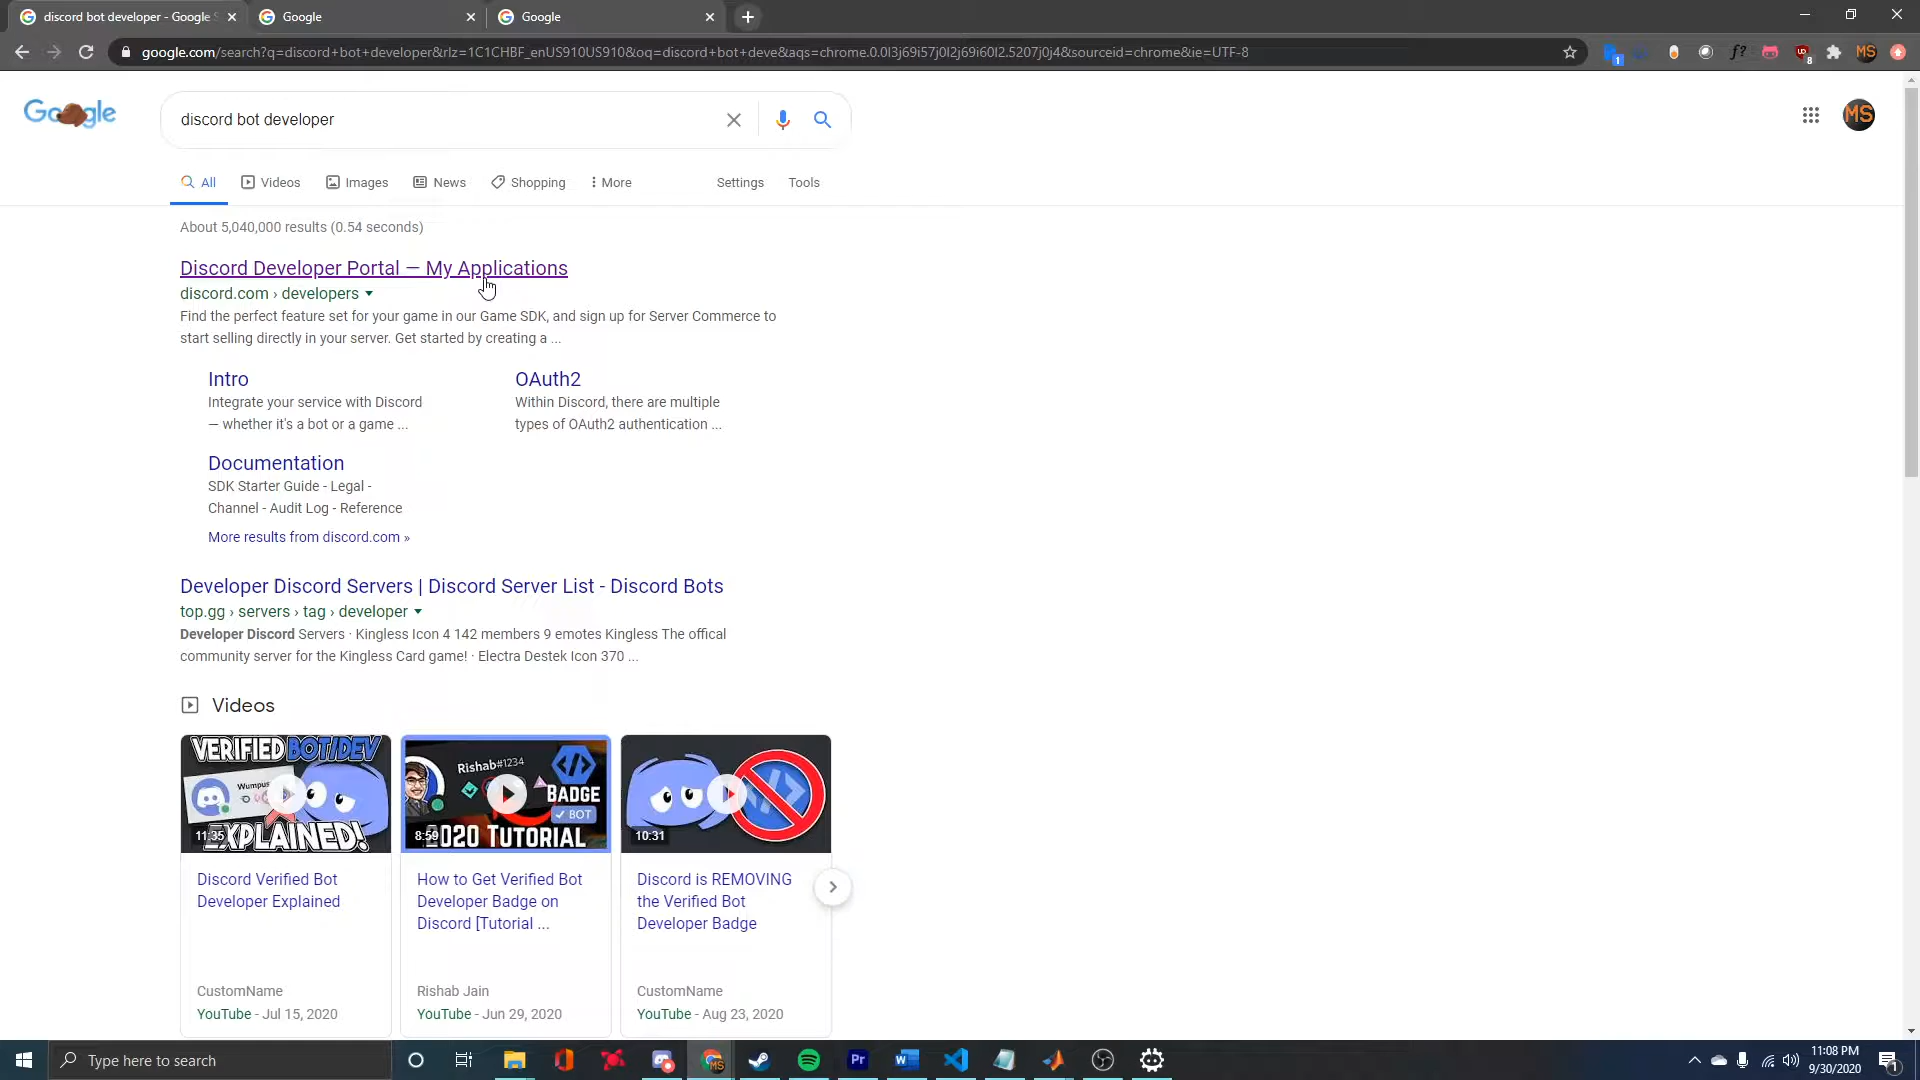 discord bot developer - Google S
Google
Google
google.com/search?q=discord+bot+developer&rlz=1C1CHBF_enUS910US910&oq=discord+bot+deve&aqs=chrome.0.0l3j69i57j0l2j69i60l2.5207j0j4&sourceid=chrome&ie=UTF-8
Google
discord bot developer
MS
All Videos Images News Shopping More Settings Tools
About 5,040,000 results (0.54 seconds)
Discord Developer Portal — My Applications
discord.com › developers
Find the perfect feature set for your game in our Game SDK, and sign up for Server Commerce to
start selling directly in your server. Get started by creating a ...
Intro
Integrate your service with Discord
— whether it's a bot or a game ...
OAuth2
Within Discord, there are multiple
types of OAuth2 authentication ...
Documentation
SDK Starter Guide - Legal -
Channel - Audit Log - Reference
More results from discord.com »
Developer Discord Servers | Discord Server List - Discord Bots
top.gg › servers › tag › developer
Developer Discord Servers · Kingless Icon 4 142 members 9 emotes Kingless The offical
community server for the Kingless Card game! · Electra Destek Icon 370 ...
Videos
VERIFIED BOT/DEV
Wumpus
EXPLAINED!
11:35
Discord Verified Bot
Developer Explained
CustomName
YouTube - Jul 15, 2020
Rishab#1234
BADGE
✓ BOT
2020 TUTORIAL
8:59
How to Get Verified Bot
Developer Badge on
Discord [Tutorial ...
Rishab Jain
YouTube - Jun 29, 2020
10:31
Discord is REMOVING
the Verified Bot
Developer Badge
CustomName
YouTube - Aug 23, 2020
Type here to search
11:08 PM
9/30/2020